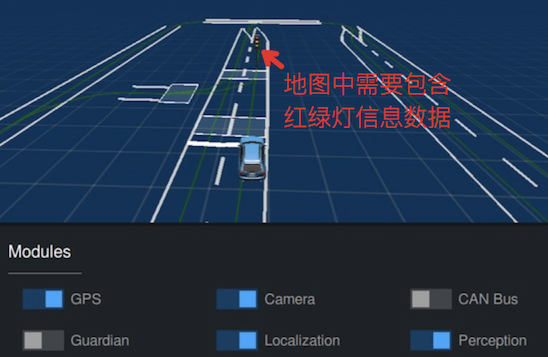 地图中需要包含
红绿灯信息数据
Modules
GPS
Camera
CAN Bus
Guardian
Localization
Perception